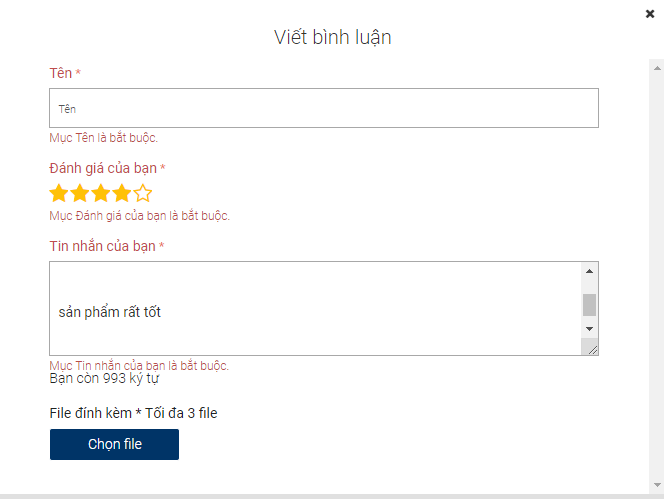 Viết bình luận
Tên *
Tên
Mục Tên là bắt buộc.
Đánh giá của bạn *
Mục Đánh giá của bạn là bắt buộc.
Tin nhắn của bạn *
sản phẩm rất tốt
Mục Tin nhắn của bạn là bắt buộc.
Bạn còn 993 ký tự
File đính kèm * Tối đa 3 file
Chọn file